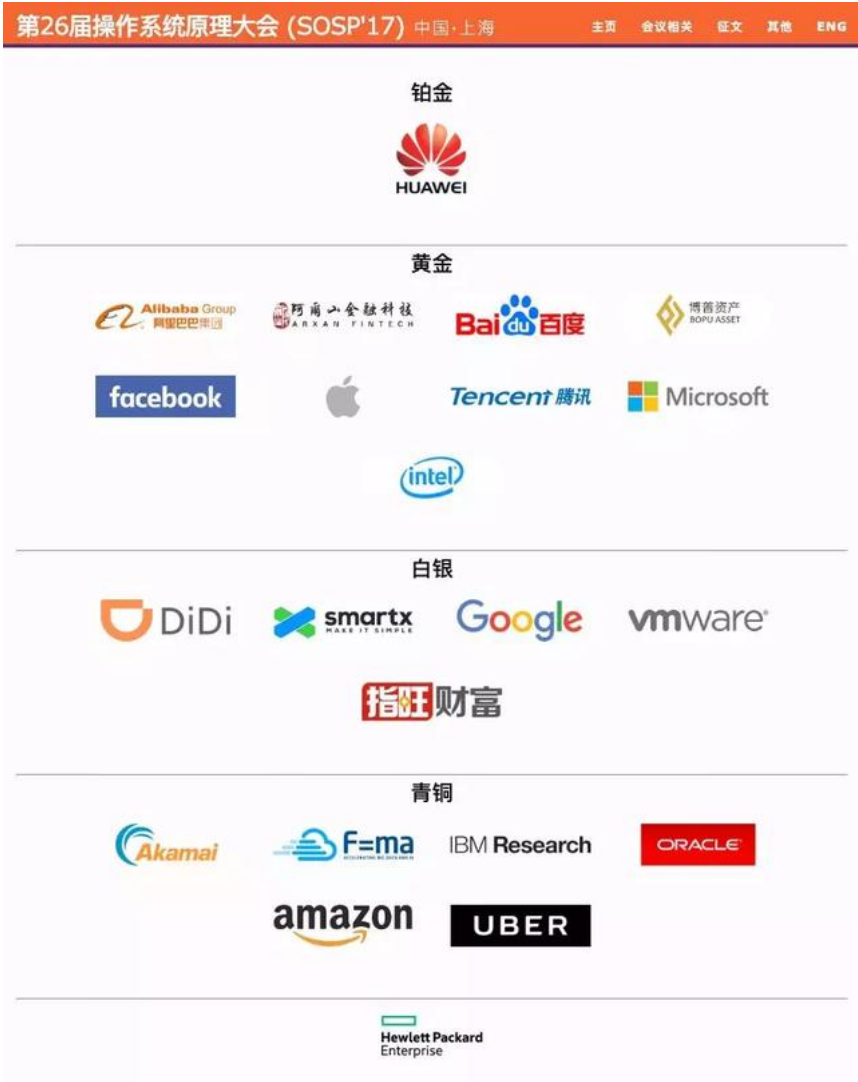 第26届操作系统原理大会 (SOSP'17) 中国·上海 主页 会议相关 征文 其他 ENG
铂金
HUAWEI
黄金
Alibaba Group
阿里巴巴集团
阿爾山金融科技
ARXAN FINTECH
Bai du 百度
博普资产
BOPU ASSET
facebook
Tencent 腾讯
Microsoft
intel
白银
DiDi
smartx
MAKE IT SIMPLE
Google
vmware
指旺财富
青铜
Akamai
F=ma
IBM Research
ORACLE
amazon
UBER
Hewlett Packard
Enterprise